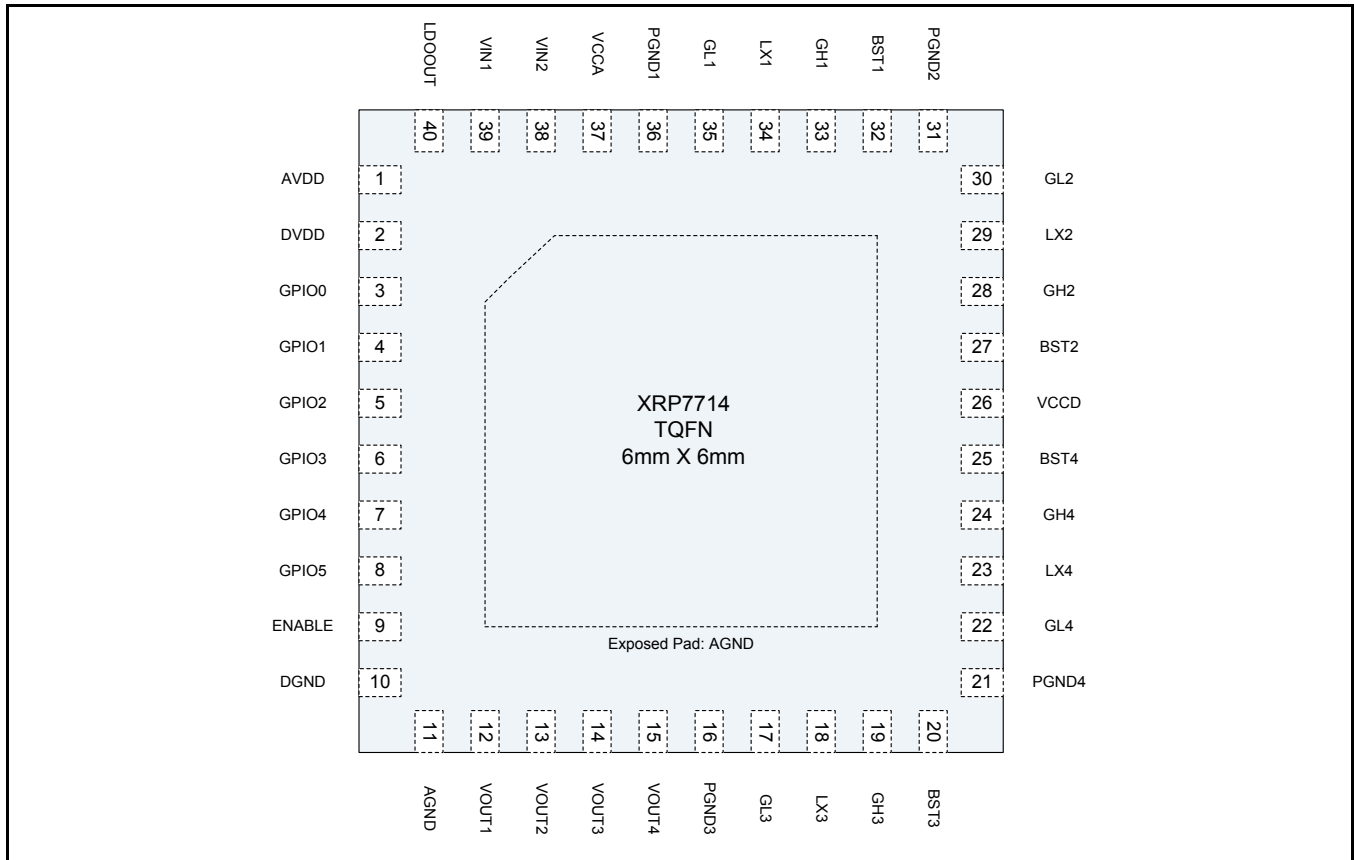 LDOOUT VIN1 VIN2 VCCA PGND1 GL1 LX1 GH1 BST1 PGND2
40 39 38 37 36 35 34 33 32 31
AVDD 1 30 GL2
DVDD 2 29 LX2
GPIO0 3 28 GH2
GPIO1 4 27 BST2
GPIO2 5 26 VCCD
GPIO3 6 25 BST4
GPIO4 7 24 GH4
GPIO5 8 23 LX4
ENABLE 9 22 GL4
DGND 10 21 PGND4
XRP7714
TQFN
6mm X 6mm
Exposed Pad: AGND
11 12 13 14 15 16 17 18 19 20
AGND VOUT1 VOUT2 VOUT3 VOUT4 PGND3 GL3 LX3 GH3 BST3